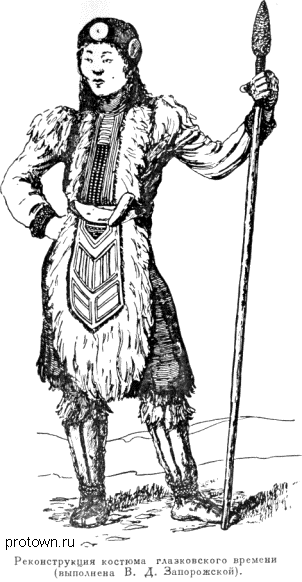 protown.ru
Реконструкция костюма глазковского времени
(выполнена В. Д. Запорожской).